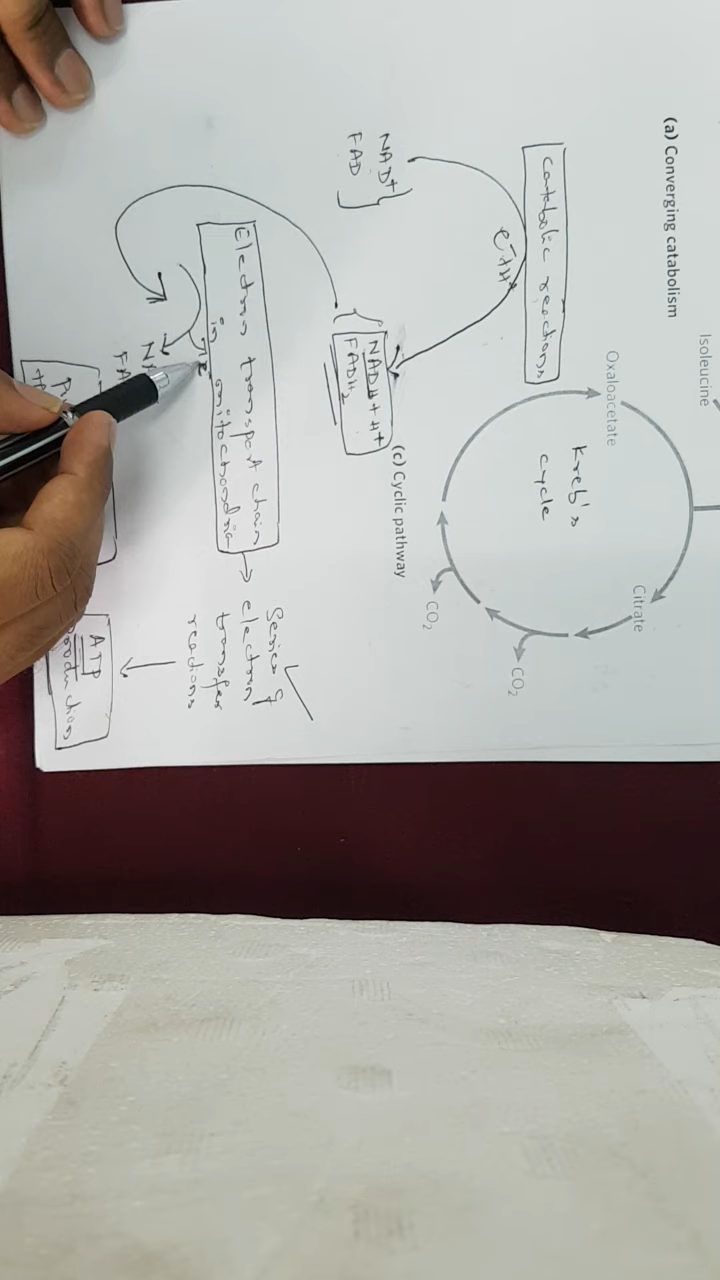 (a) Converging catabolism
Isoleucine
Oxaloacetate
Citrate
Kreb's
cycle
CO₂
CO₂
(c) Cyclic pathway
Catabolic reactions
e⁻+H⁺
NAD⁺
FAD
NADH+H⁺
FADH₂
Electron transport chain
in mitochondria
Series of
electron
transfer
reactions
ATP
production